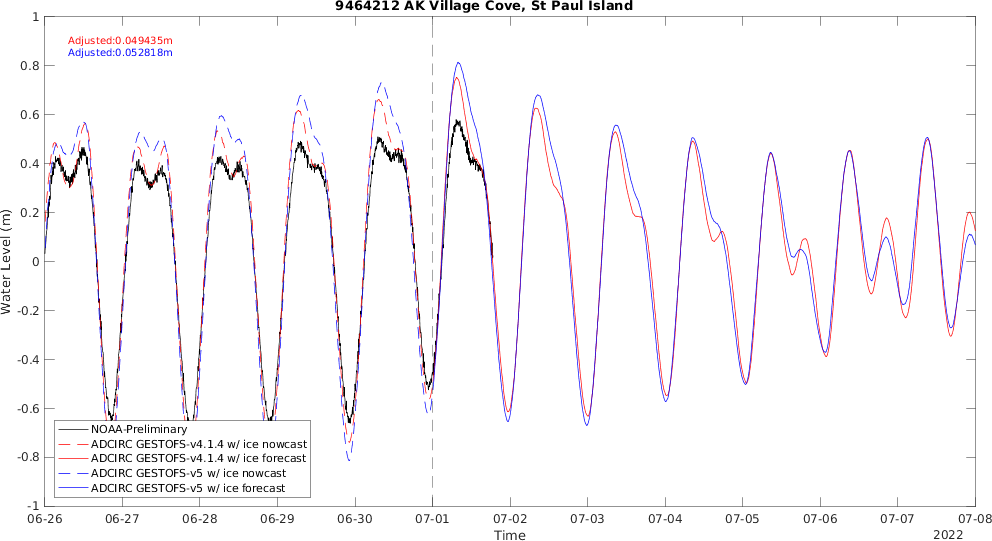 9464212 AK Village Cove, St Paul Island
Adjusted:0.049435m
Adjusted:0.052818m
Water Level (m)
1
0.8
0.6
0.4
0.2
0
-0.2
-0.4
-0.6
-0.8
-1
NOAA-Preliminary
ADCIRC GESTOFS-v4.1.4 w/ ice nowcast
ADCIRC GESTOFS-v4.1.4 w/ ice forecast
ADCIRC GESTOFS-v5 w/ ice nowcast
ADCIRC GESTOFS-v5 w/ ice forecast
06-26 06-27 06-28 06-29 06-30 07-01 07-02 07-03 07-04 07-05 07-06 07-07 07-08
Time
2022